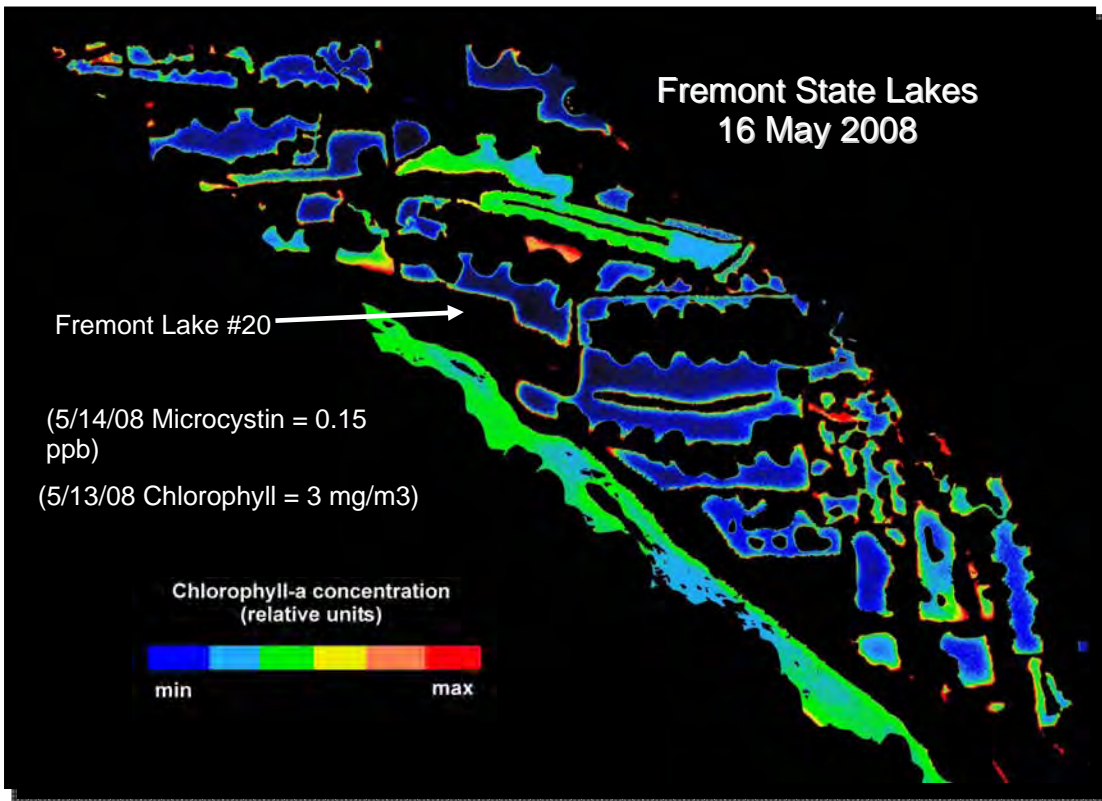 Fremont State Lakes
16 May 2008
Fremont Lake #20
(5/14/08 Microcystin = 0.15
ppb)
(5/13/08 Chlorophyll = 3 mg/m3)
Chlorophyll-a concentration
(relative units)
min max